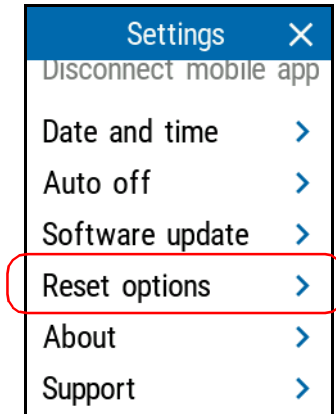 Settings
Disconnect mobile app
Date and time
Auto off
Software update
Reset options
About
Support